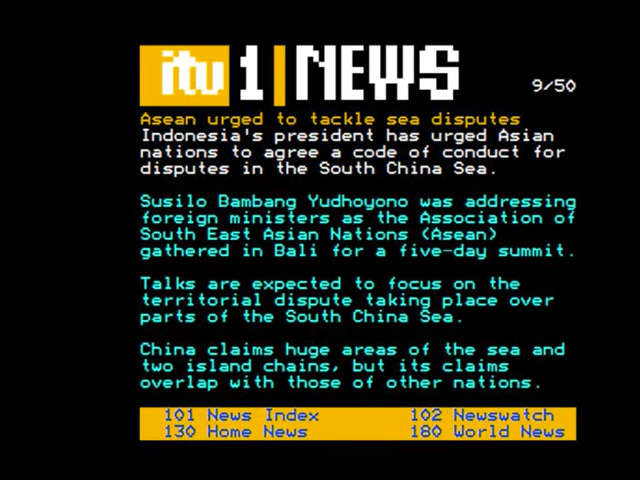 itv 1 NEWS
9/50
Asean urged to tackle sea disputes
Indonesia's president has urged Asian
nations to agree a code of conduct for
disputes in the South China Sea.
Susilo Bambang Yudhoyono was addressing
foreign ministers as the Association of
South East Asian Nations (Asean)
gathered in Bali for a five-day summit.
Talks are expected to focus on the
territorial dispute taking place over
parts of the South China Sea.
China claims huge areas of the sea and
two island chains, but its claims
overlap with those of other nations.
101 News Index 102 Newswatch
130 Home News 180 World News